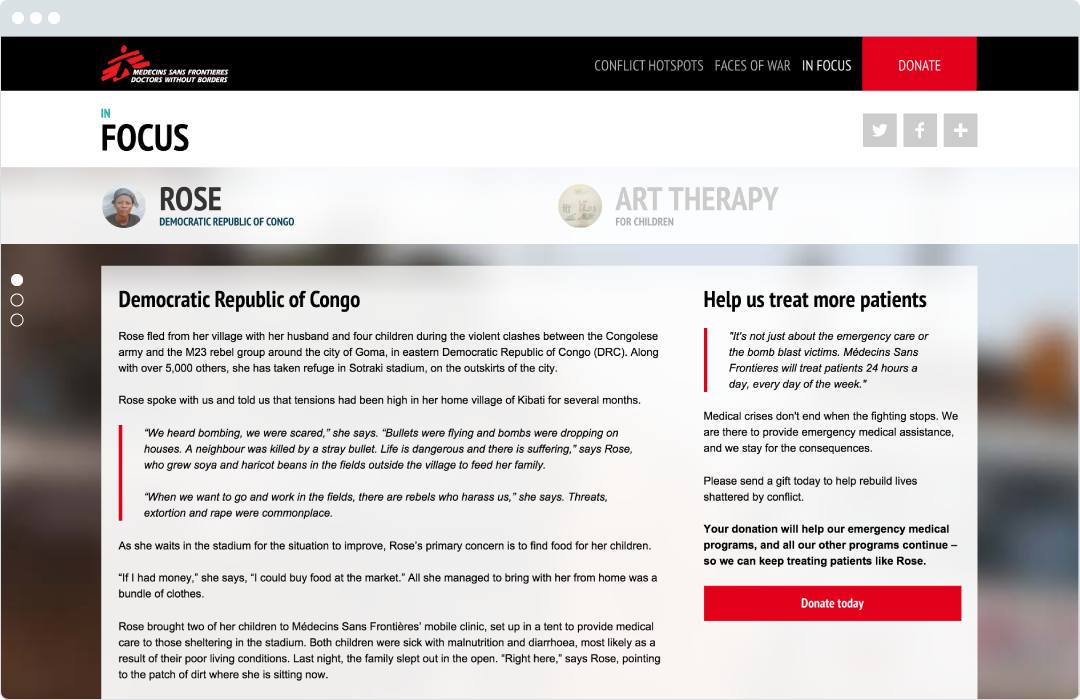 MEDECINS SANS FRONTIERES
DOCTORS WITHOUT BORDERS
CONFLICT HOTSPOTS FACES OF WAR IN FOCUS DONATE
IN
FOCUS
ROSE
DEMOCRATIC REPUBLIC OF CONGO
ART THERAPY
FOR CHILDREN
Democratic Republic of Congo
Rose fled from her village with her husband and four children during the violent clashes between the Congolese
army and the M23 rebel group around the city of Goma, in eastern Democratic Republic of Congo (DRC). Along
with over 5,000 others, she has taken refuge in Sotraki stadium, on the outskirts of the city.
Rose spoke with us and told us that tensions had been high in her home village of Kibati for several months.
“We heard bombing, we were scared,” she says. “Bullets were flying and bombs were dropping on
houses. A neighbour was killed by a stray bullet. Life is dangerous and there is suffering,” says Rose,
who grew soya and haricot beans in the fields outside the village to feed her family.
“When we want to go and work in the fields, there are rebels who harass us,” she says. Threats,
extortion and rape were commonplace.
As she waits in the stadium for the situation to improve, Rose’s primary concern is to find food for her children.
“If I had money,” she says, “I could buy food at the market.” All she managed to bring with her from home was a
bundle of clothes.
Rose brought two of her children to Médecins Sans Frontières’ mobile clinic, set up in a tent to provide medical
care to those sheltering in the stadium. Both children were sick with malnutrition and diarrhoea, most likely as a
result of their poor living conditions. Last night, the family slept out in the open. “Right here,” says Rose, pointing
to the patch of dirt where she is sitting now.
Help us treat more patients
"It's not just about the emergency care or
the bomb blast victims. Médecins Sans
Frontieres will treat patients 24 hours a
day, every day of the week."
Medical crises don't end when the fighting stops. We
are there to provide emergency medical assistance,
and we stay for the consequences.
Please send a gift today to help rebuild lives
shattered by conflict.
Your donation will help our emergency medical
programs, and all our other programs continue –
so we can keep treating patients like Rose.
Donate today